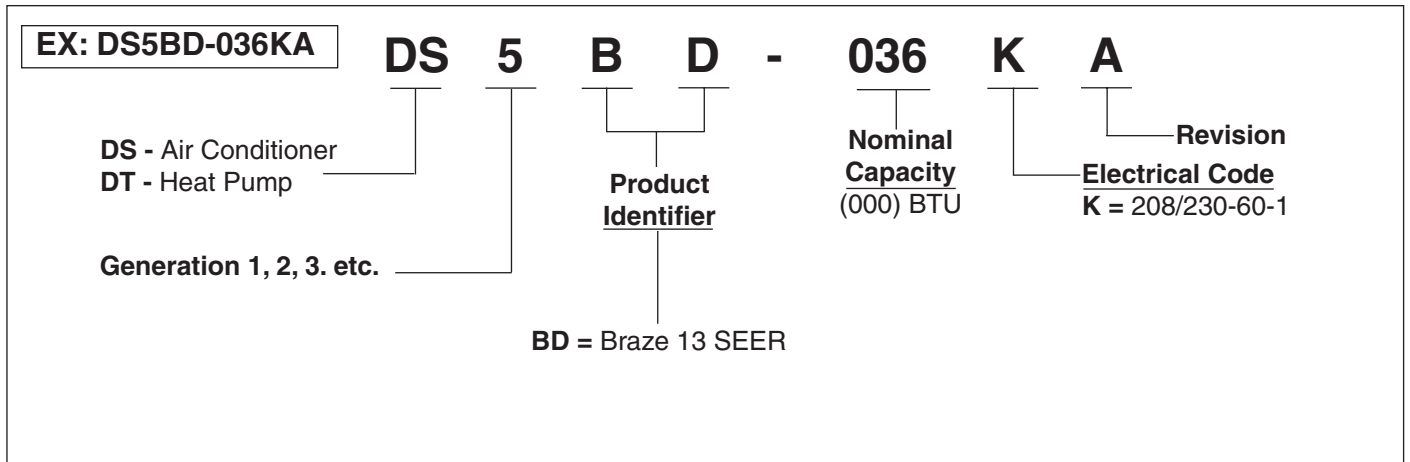 EX: DS5BD-036KA
DS 5 B D - 036 K A
DS - Air Conditioner
DT - Heat Pump
Generation 1, 2, 3. etc.
Product
Identifier
BD = Braze 13 SEER
Nominal
Capacity
(000) BTU
Revision
Electrical Code
K = 208/230-60-1